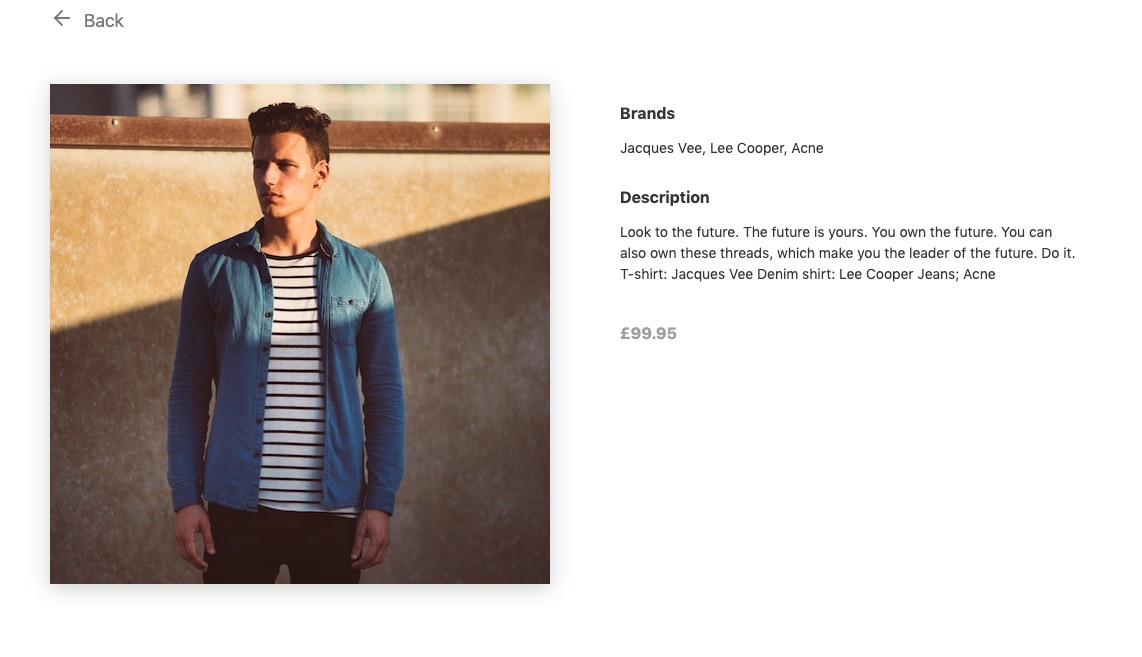 Back
Brands
Jacques Vee, Lee Cooper, Acne
Description
Look to the future. The future is yours. You own the future. You can
also own these threads, which make you the leader of the future. Do it.
T-shirt: Jacques Vee Denim shirt: Lee Cooper Jeans; Acne
£99.95